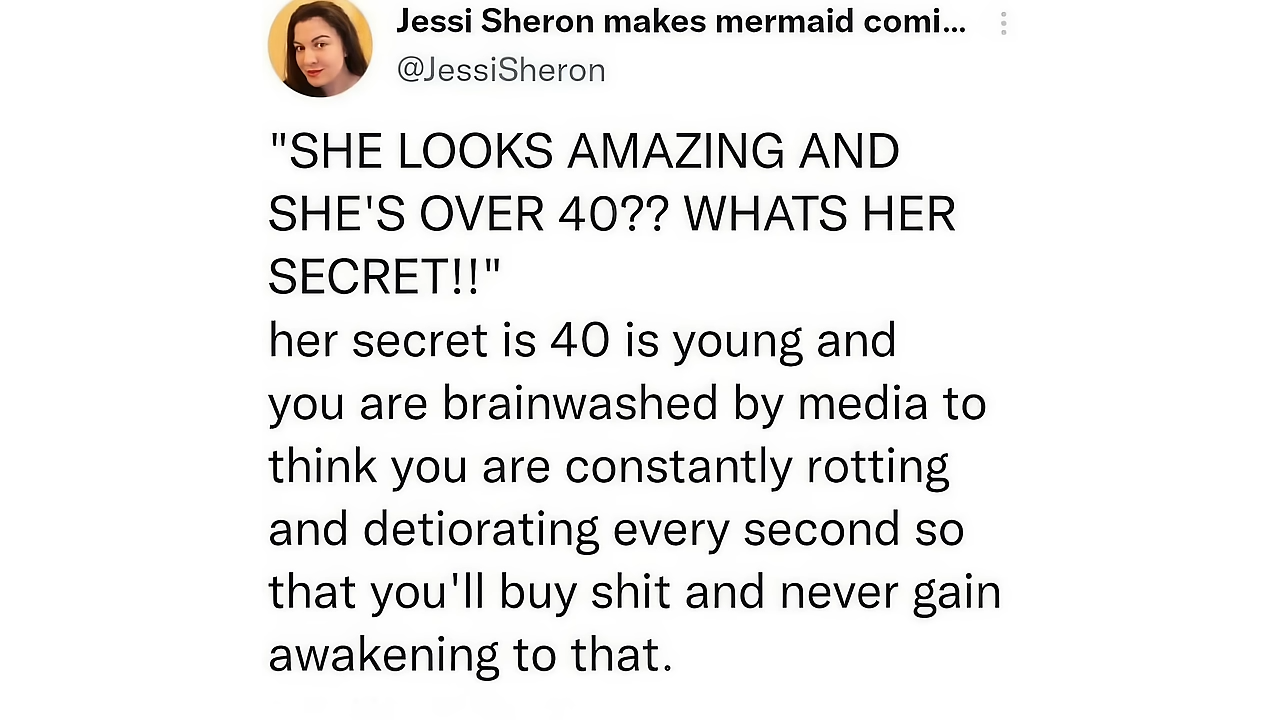 Jessi Sheron makes mermaid comi...
@JessiSheron
"SHE LOOKS AMAZING AND
SHE'S OVER 40?? WHATS HER
SECRET!!"
her secret is 40 is young and
you are brainwashed by media to
think you are constantly rotting
and detiorating every second so
that you'll buy shit and never gain
awakening to that.